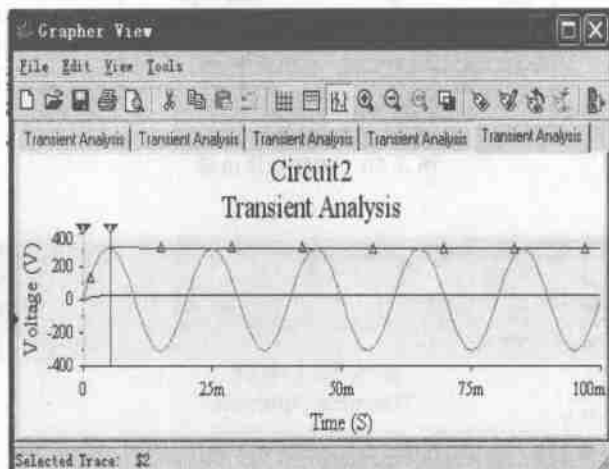 Grapher View
File Edit View Tools
Transient Analysis Transient Analysis Transient Analysis Transient Analysis Transient Analysis
Circuit2
Transient Analysis
Voltage (V)
400
200
0
-200
-400
0 25m 50m 75m 100m
Time (S)
Selected Trace: $2